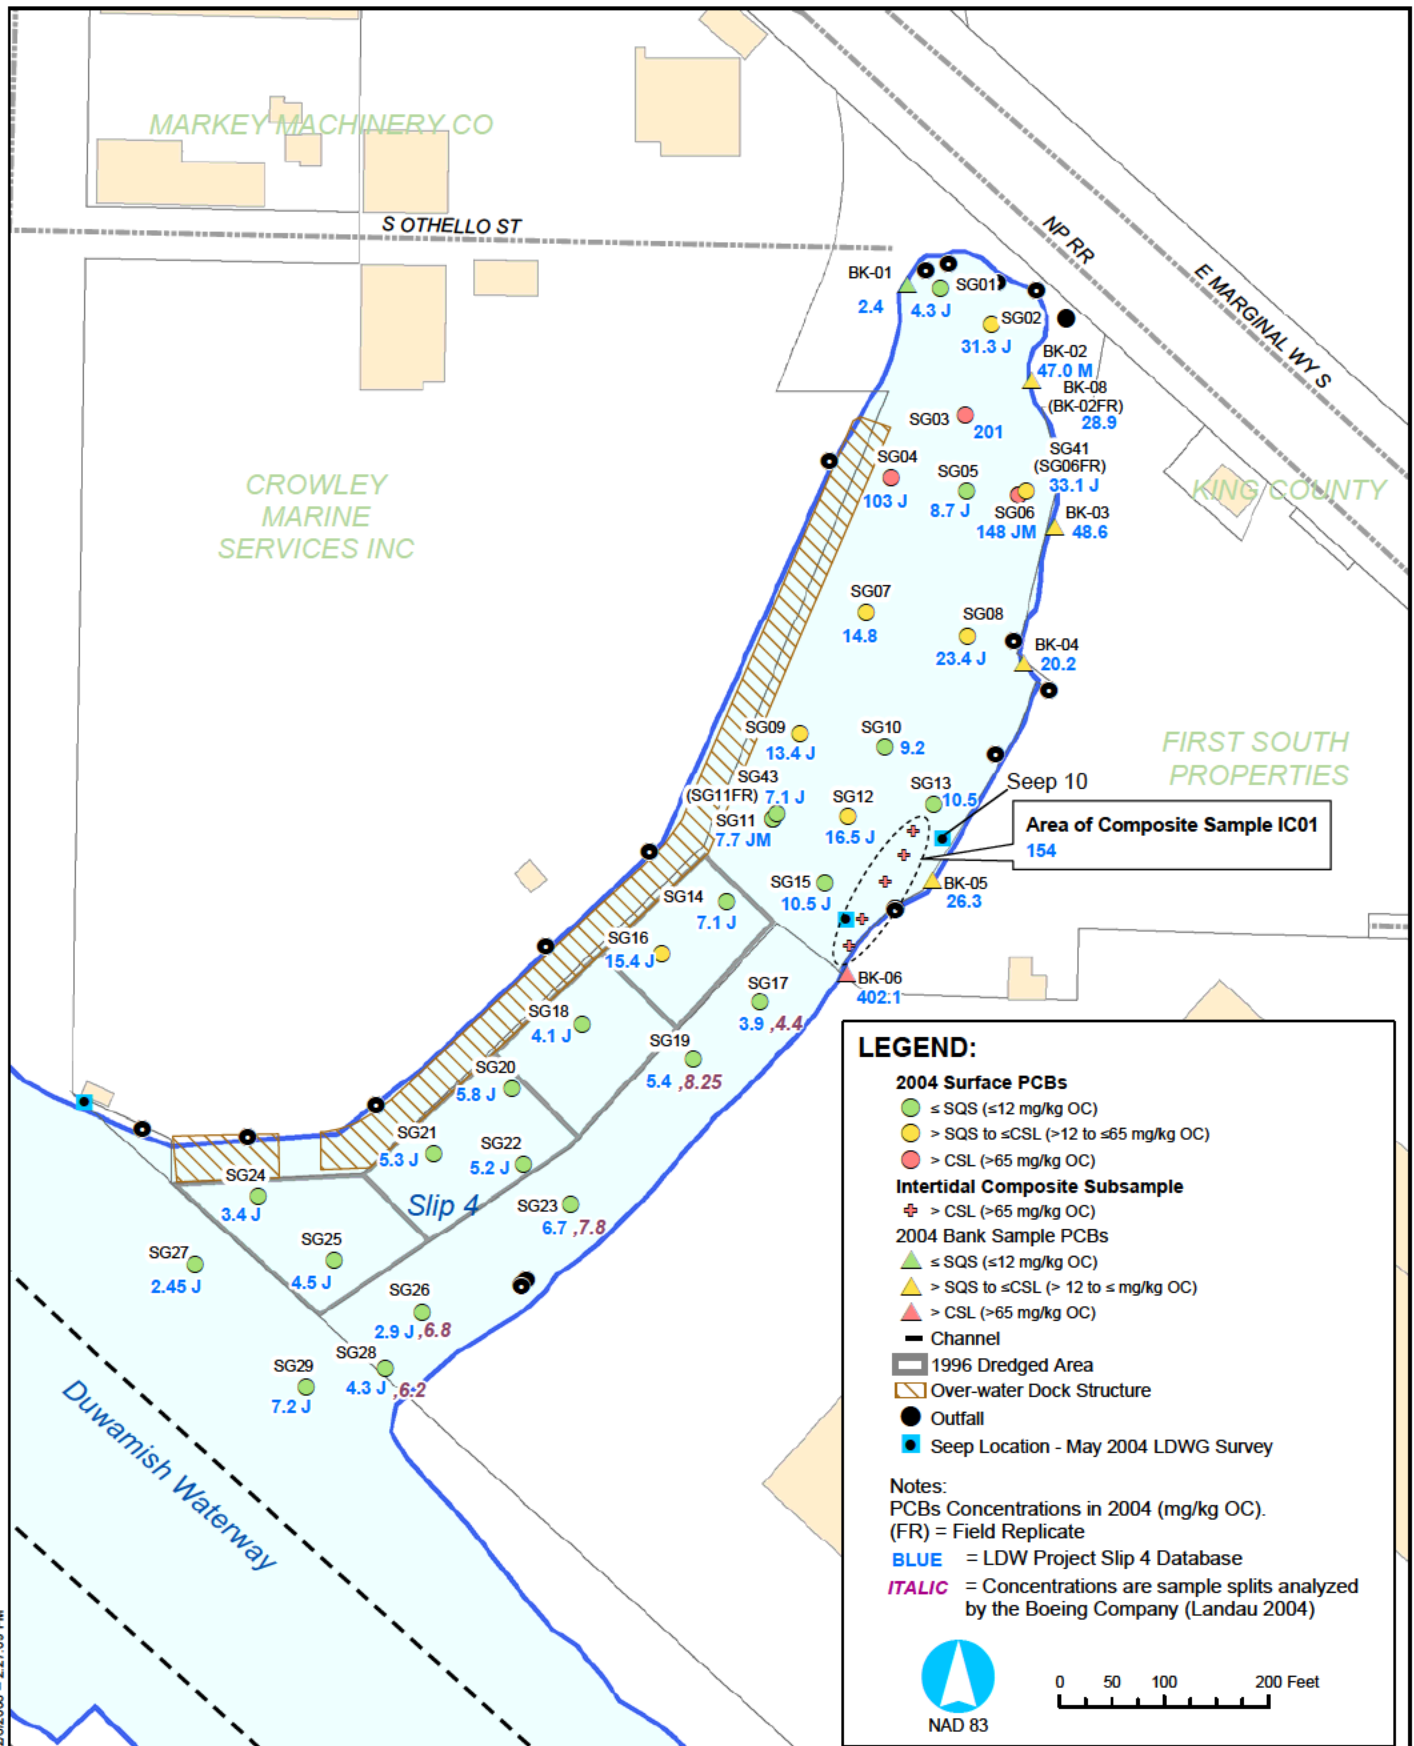 MARKEY MACHINERY CO
S OTHELLO ST
NP RR
E MARGINAL WY S
BK-01
2.4
SG01
4.3 J
SG02
31.3 J
BK-02
47.0 M
BK-08
(BK-02FR)
28.9
SG03
201
SG04
103 J
SG05
8.7 J
SG41
(SG06FR)
33.1 J
SG06
148 JM
BK-03
48.6
KING COUNTY
CROWLEY
MARINE
SERVICES INC
SG07
14.8
SG08
23.4 J
BK-04
20.2
SG09
13.4 J
SG10
9.2
FIRST SOUTH
PROPERTIES
SG43
(SG11FR)
7.1 J
SG11
7.7 JM
SG12
16.5 J
SG13
10.5
Seep 10
Area of Composite Sample IC01
154
SG14
7.1 J
SG15
10.5 J
BK-05
26.3
SG16
15.4 J
SG17
3.9 ,4.4
BK-06
402.1
SG18
4.1 J
SG19
5.4 ,8.25
SG20
5.8 J
SG21
5.3 J
SG22
5.2 J
Slip 4
SG23
6.7 ,7.8
SG24
3.4 J
SG25
4.5 J
SG27
2.45 J
SG26
2.9 J ,6.8
SG28
4.3 J ,6.2
SG29
7.2 J
Duwamish Waterway
LEGEND:
2004 Surface PCBs
≤ SQS (≤12 mg/kg OC)
> SQS to ≤CSL (>12 to ≤65 mg/kg OC)
> CSL (>65 mg/kg OC)
Intertidal Composite Subsample
> CSL (>65 mg/kg OC)
2004 Bank Sample PCBs
≤ SQS (≤12 mg/kg OC)
> SQS to ≤CSL (> 12 to ≤ mg/kg OC)
> CSL (>65 mg/kg OC)
Channel
1996 Dredged Area
Over-water Dock Structure
Outfall
Seep Location - May 2004 LDWG Survey
Notes:
PCBs Concentrations in 2004 (mg/kg OC).
(FR) = Field Replicate
BLUE = LDW Project Slip 4 Database
ITALIC = Concentrations are sample splits analyzed
by the Boeing Company (Landau 2004)
NAD 83
0 50 100 200 Feet